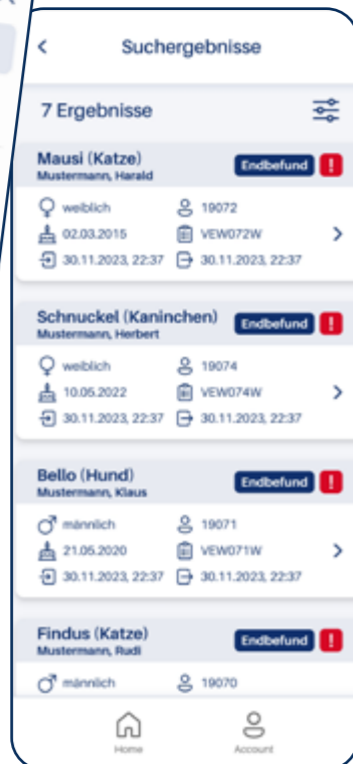 Suchergebnisse
7 Ergebnisse
Mausi (Katze)
Mustermann, Harald
Endbefund !
weiblich 19072
02.03.2015 VEW072W
30.11.2023, 22:37 30.11.2023, 22:37
Schnuckel (Kaninchen)
Mustermann, Herbert
Endbefund !
weiblich 19074
10.05.2022 VEW074W
30.11.2023, 22:37 30.11.2023, 22:37
Bello (Hund)
Mustermann, Klaus
Endbefund !
männlich 19071
21.05.2020 VEW071W
30.11.2023, 22:37 30.11.2023, 22:37
Findus (Katze)
Mustermann, Rudi
Endbefund !
männlich 19070
Home Account